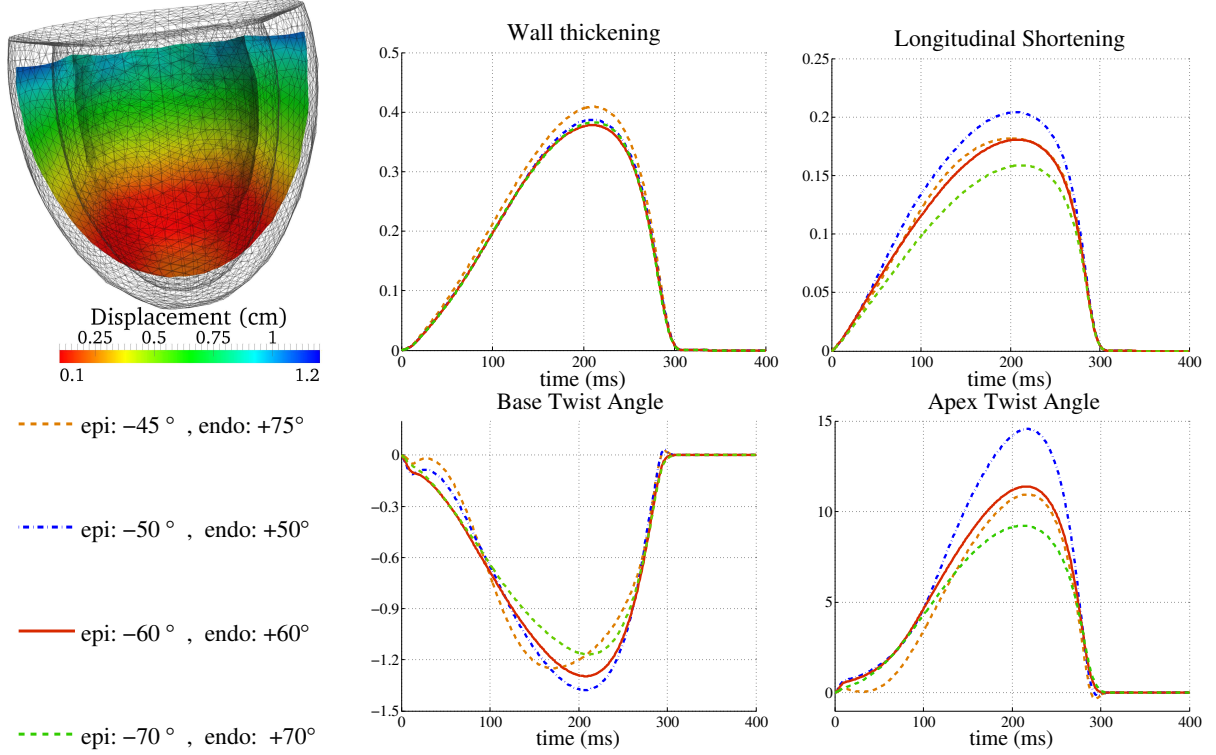 Displacement (cm)
0.25 0.5 0.75 1
0.1 1.2
epi: −45 ° , endo: +75°
epi: −50 ° , endo: +50°
epi: −60 ° , endo: +60°
epi: −70 ° , endo: +70°
Wall thickening
0.5
0.4
0.3
0.2
0.1
0
0 100 200 300 400
time (ms)
Longitudinal Shortening
0.25
0.2
0.15
0.1
0.05
0
0 100 200 300 400
time (ms)
Base Twist Angle
0
−0.3
−0.6
−0.9
−1.2
−1.5
0 100 200 300 400
time (ms)
Apex Twist Angle
15
10
5
0
0 100 200 300 400
time (ms)